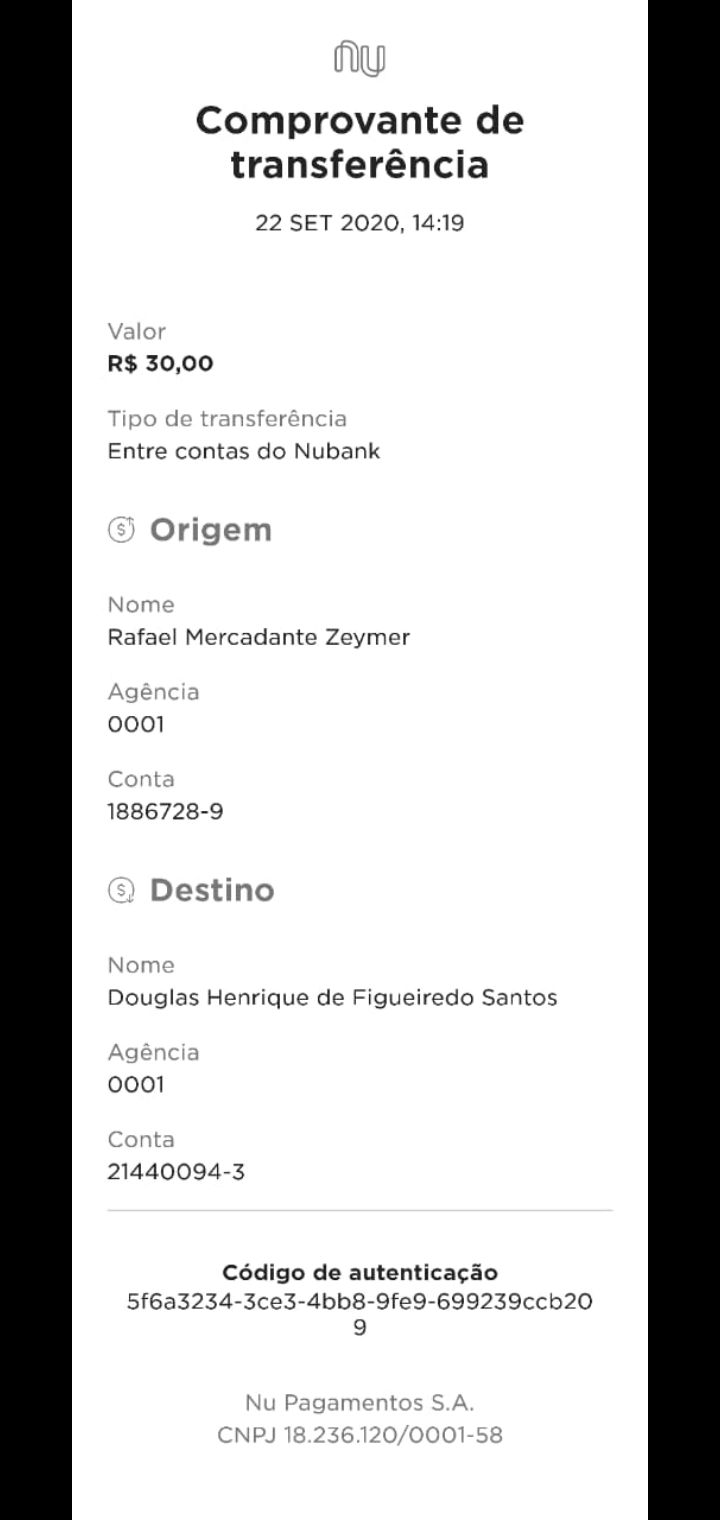 nu
Comprovante de
transferência
22 SET 2020, 14:19
Valor
R$ 30,00
Tipo de transferência
Entre contas do Nubank
Origem
Nome
Rafael Mercadante Zeymer
Agência
0001
Conta
1886728-9
Destino
Nome
Douglas Henrique de Figueiredo Santos
Agência
0001
Conta
21440094-3
Código de autenticação
5f6a3234-3ce3-4bb8-9fe9-699239ccb20
9
Nu Pagamentos S.A.
CNPJ 18.236.120/0001-58